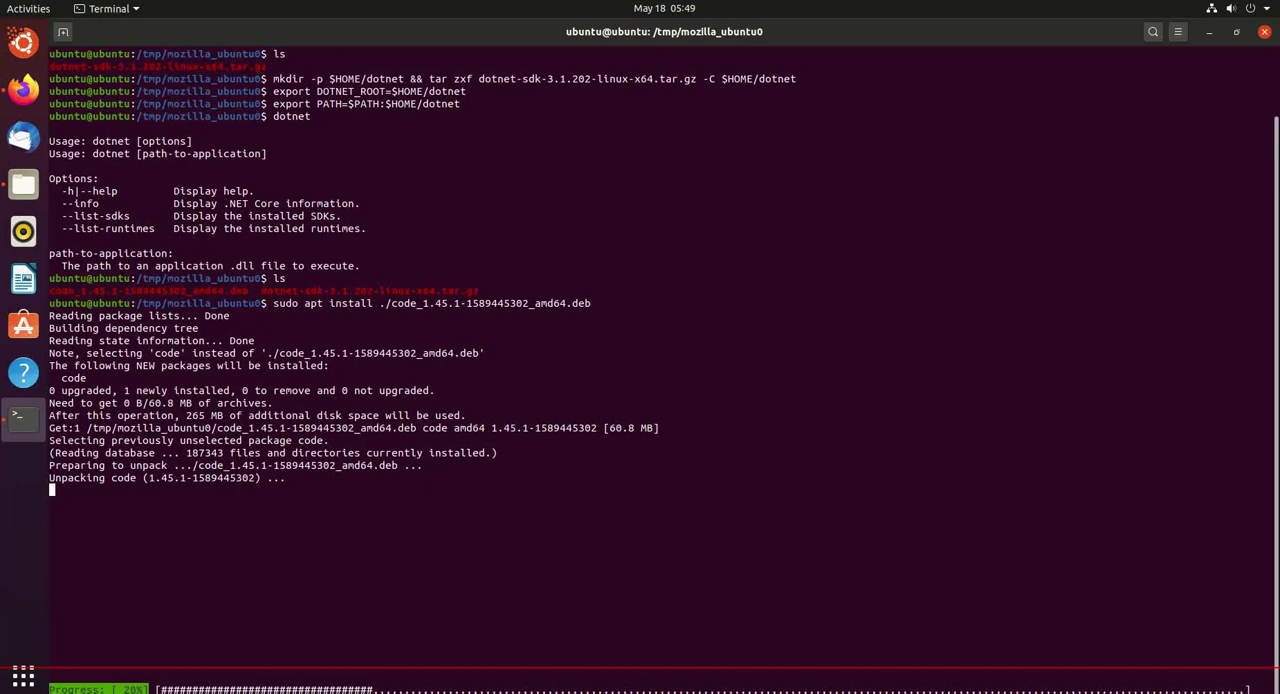 Activities Terminal May 18 05:49
ubuntu@ubuntu: /tmp/mozilla_ubuntu0
ubuntu@ubuntu:/tmp/mozilla_ubuntu0$ ls
dotnet-sdk-3.1.202-linux-x64.tar.gz
ubuntu@ubuntu:/tmp/mozilla_ubuntu0$ mkdir -p $HOME/dotnet && tar zxf dotnet-sdk-3.1.202-linux-x64.tar.gz -C $HOME/dotnet
ubuntu@ubuntu:/tmp/mozilla_ubuntu0$ export DOTNET_ROOT=$HOME/dotnet
ubuntu@ubuntu:/tmp/mozilla_ubuntu0$ export PATH=$PATH:$HOME/dotnet
ubuntu@ubuntu:/tmp/mozilla_ubuntu0$ dotnet
Usage: dotnet [options]
Usage: dotnet [path-to-application]
Options:
-h|--help Display help.
--info Display .NET Core information.
--list-sdks Display the installed SDKs.
--list-runtimes Display the installed runtimes.
path-to-application:
The path to an application .dll file to execute.
ubuntu@ubuntu:/tmp/mozilla_ubuntu0$ ls
code_1.45.1-1589445302_amd64.deb dotnet-sdk-3.1.202-linux-x64.tar.gz
ubuntu@ubuntu:/tmp/mozilla_ubuntu0$ sudo apt install ./code_1.45.1-1589445302_amd64.deb
Reading package lists... Done
Building dependency tree
Reading state information... Done
Note, selecting 'code' instead of './code_1.45.1-1589445302_amd64.deb'
The following NEW packages will be installed:
code
0 upgraded, 1 newly installed, 0 to remove and 0 not upgraded.
Need to get 0 B/60.8 MB of archives.
After this operation, 265 MB of additional disk space will be used.
Get:1 /tmp/mozilla_ubuntu0/code_1.45.1-1589445302_amd64.deb code amd64 1.45.1-1589445302 [60.8 MB]
Selecting previously unselected package code.
(Reading database ... 187343 files and directories currently installed.)
Preparing to unpack .../code_1.45.1-1589445302_amd64.deb ...
Unpacking code (1.45.1-1589445302) ...
Progress: [ 20%] [##################################............................................................................................................................................]